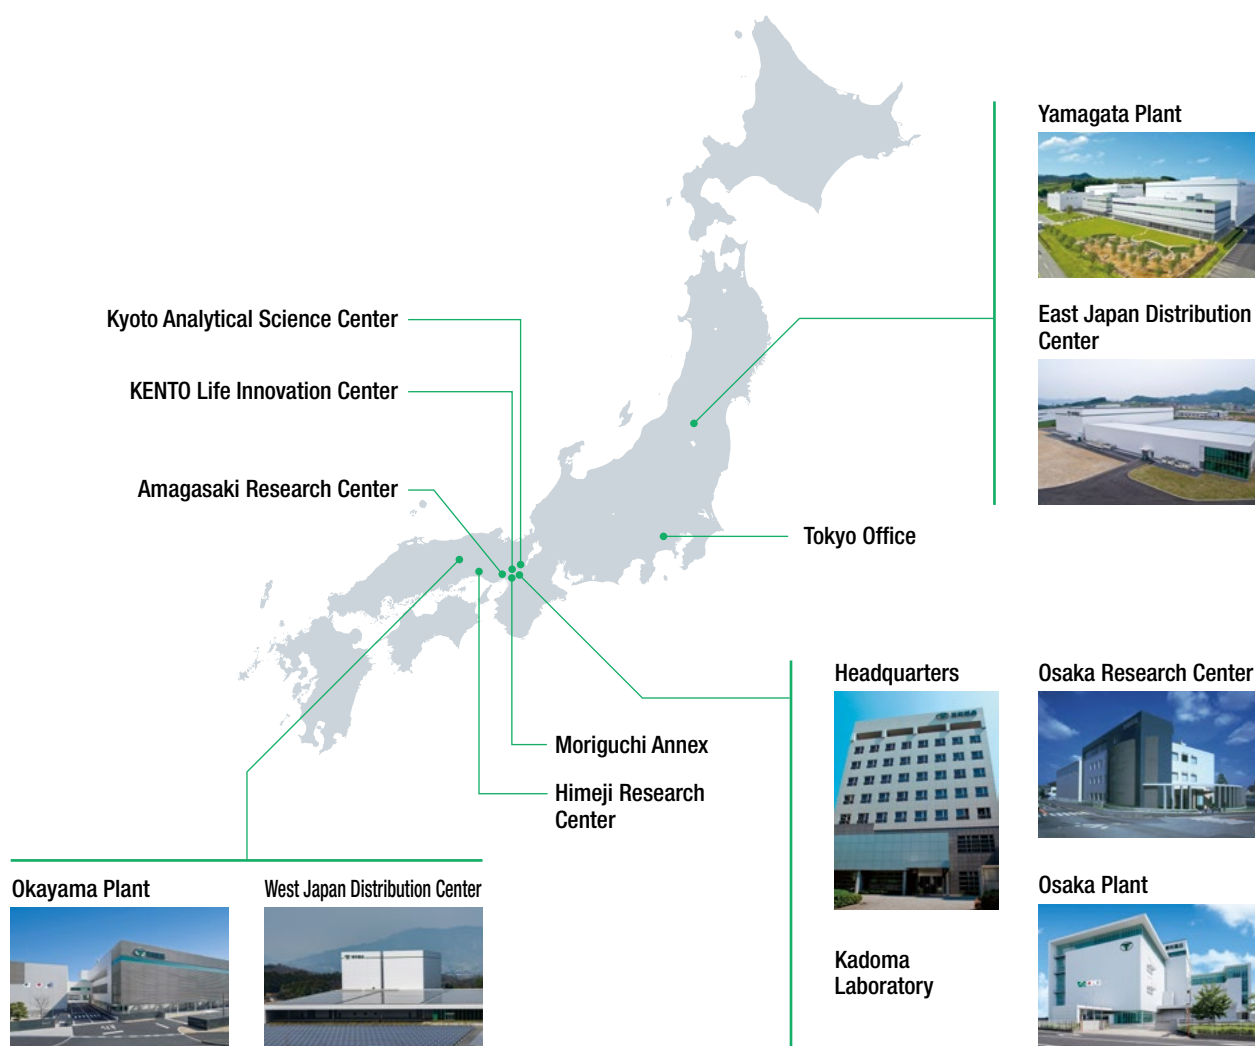 Yamagata Plant
East Japan Distribution
Center
Kyoto Analytical Science Center
KENTO Life Innovation Center
Amagasaki Research Center
Tokyo Office
Headquarters
Osaka Research Center
Moriguchi Annex
Himeji Research
Center
Okayama Plant
West Japan Distribution Center
Osaka Plant
Kadoma
Laboratory